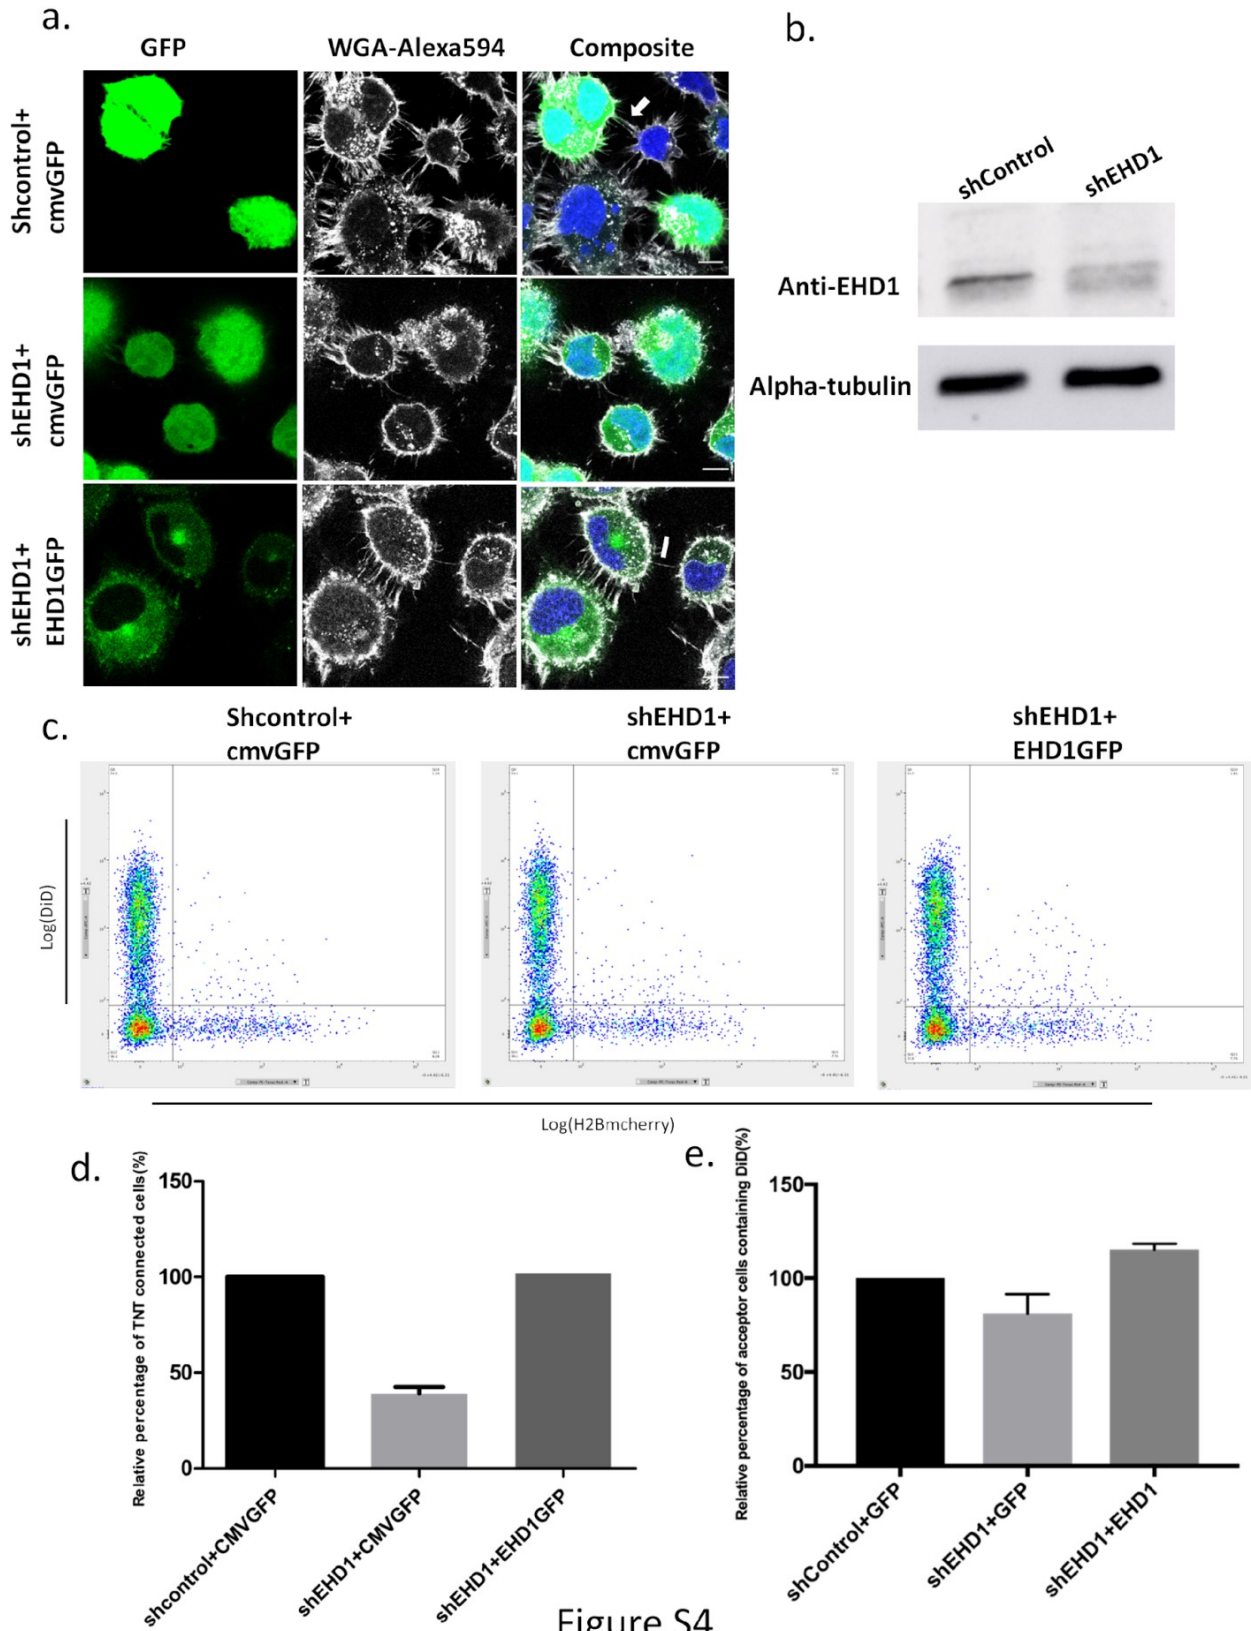 a.
GFP
WGA-Alexa594
Composite
Shcontrol+
cmvGFP
shEHD1+
cmvGFP
shEHD1+
EHD1GFP
b.
shControl
shEHD1
Anti-EHD1
Alpha-tubulin
c.
Shcontrol+
cmvGFP
shEHD1+
cmvGFP
shEHD1+
EHD1GFP
Log(DiD)
Log(H2Bmcherry)
d.
Relative percentage of TNT connected cells(%)
150
100
50
0
shcontrol+CMVGFP
shEHD1+CMVGFP
shEHD1+EHD1GFP
e.
Relative percentage of acceptor cells containing DiD(%)
150
100
50
0
shControl+GFP
shEHD1+GFP
shEHD1+EHD1
Figure S4